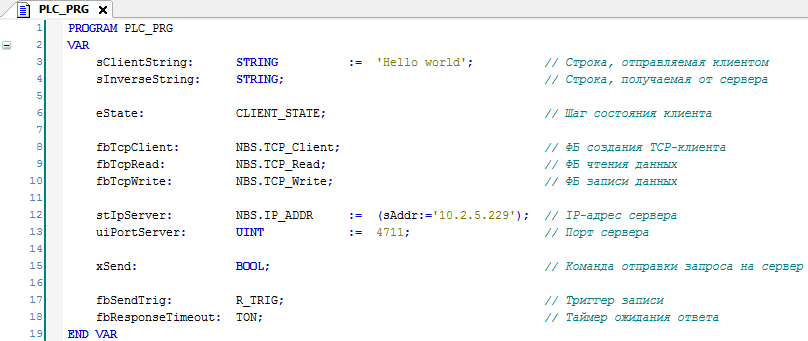 PLC_PRG
1 PROGRAM PLC_PRG
2 VAR
3 sClientString: STRING := 'Hello world'; // Строка, отправляемая клиентом
4 sInverseString: STRING; // Строка, получаемая от сервера
5
6 eState: CLIENT_STATE; // Шаг состояния клиента
7
8 fbTcpClient: NBS.TCP_Client; // ФБ создания TCP-клиента
9 fbTcpRead: NBS.TCP_Read; // ФБ чтения данных
10 fbTcpWrite: NBS.TCP_Write; // ФБ записи данных
11
12 stIpServer: NBS.IP_ADDR := (sAddr:='10.2.5.229'); // IP-адрес сервера
13 uiPortServer: UINT := 4711; // Порт сервера
14
15 xSend: BOOL; // Команда отправки запроса на сервер
16
17 fbSendTrig: R_TRIG; // Триггер записи
18 fbResponseTimeout: TON; // Таймер ожидания ответа
19 END_VAR